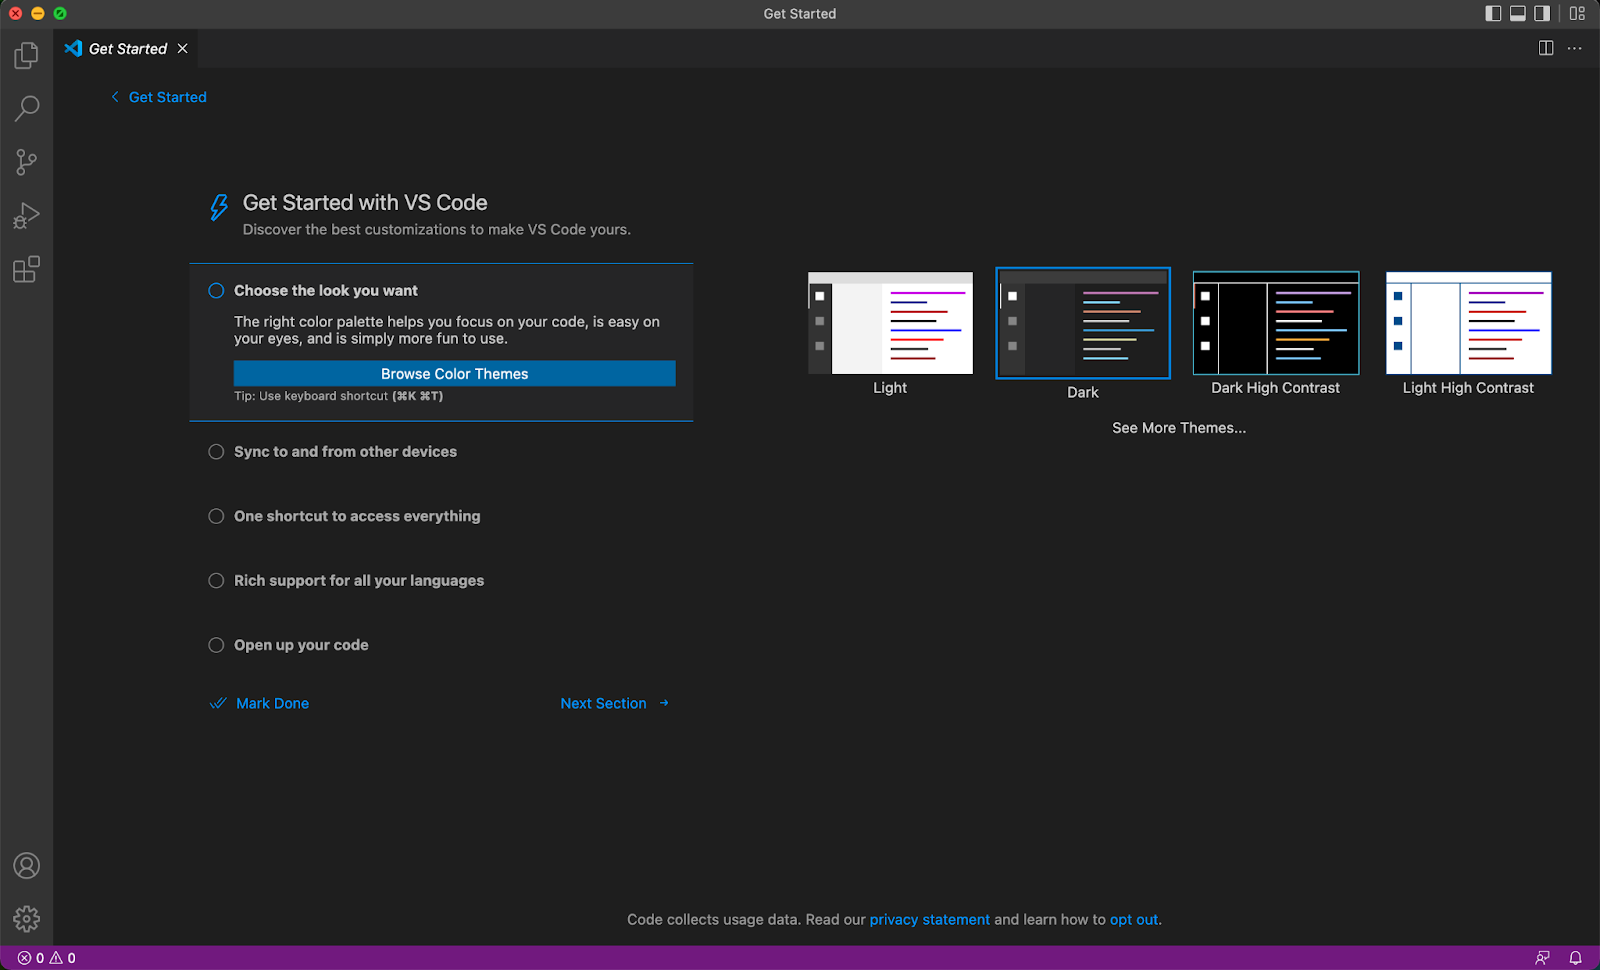 Get Started
Get Started
Get Started
Get Started with VS Code
Discover the best customizations to make VS Code yours.
Choose the look you want
The right color palette helps you focus on your code, is easy on
your eyes, and is simply more fun to use.
Browse Color Themes
Tip: Use keyboard shortcut (⌘K ⌘T)
Sync to and from other devices
One shortcut to access everything
Rich support for all your languages
Open up your code
Mark Done
Next Section →
Light
Dark
Dark High Contrast
Light High Contrast
See More Themes...
Code collects usage data. Read our privacy statement and learn how to opt out.
0 0